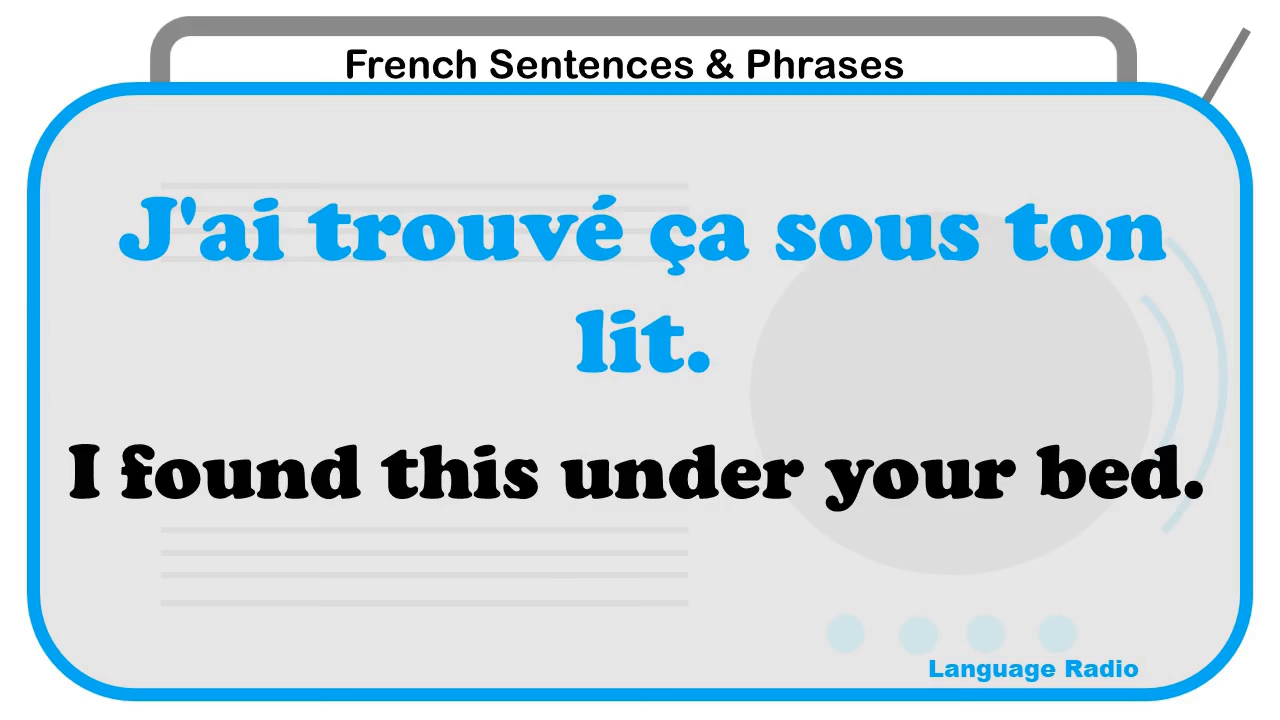 French Sentences & Phrases
J'ai trouvé ça sous ton
lit.
I found this under your bed.
Language Radio